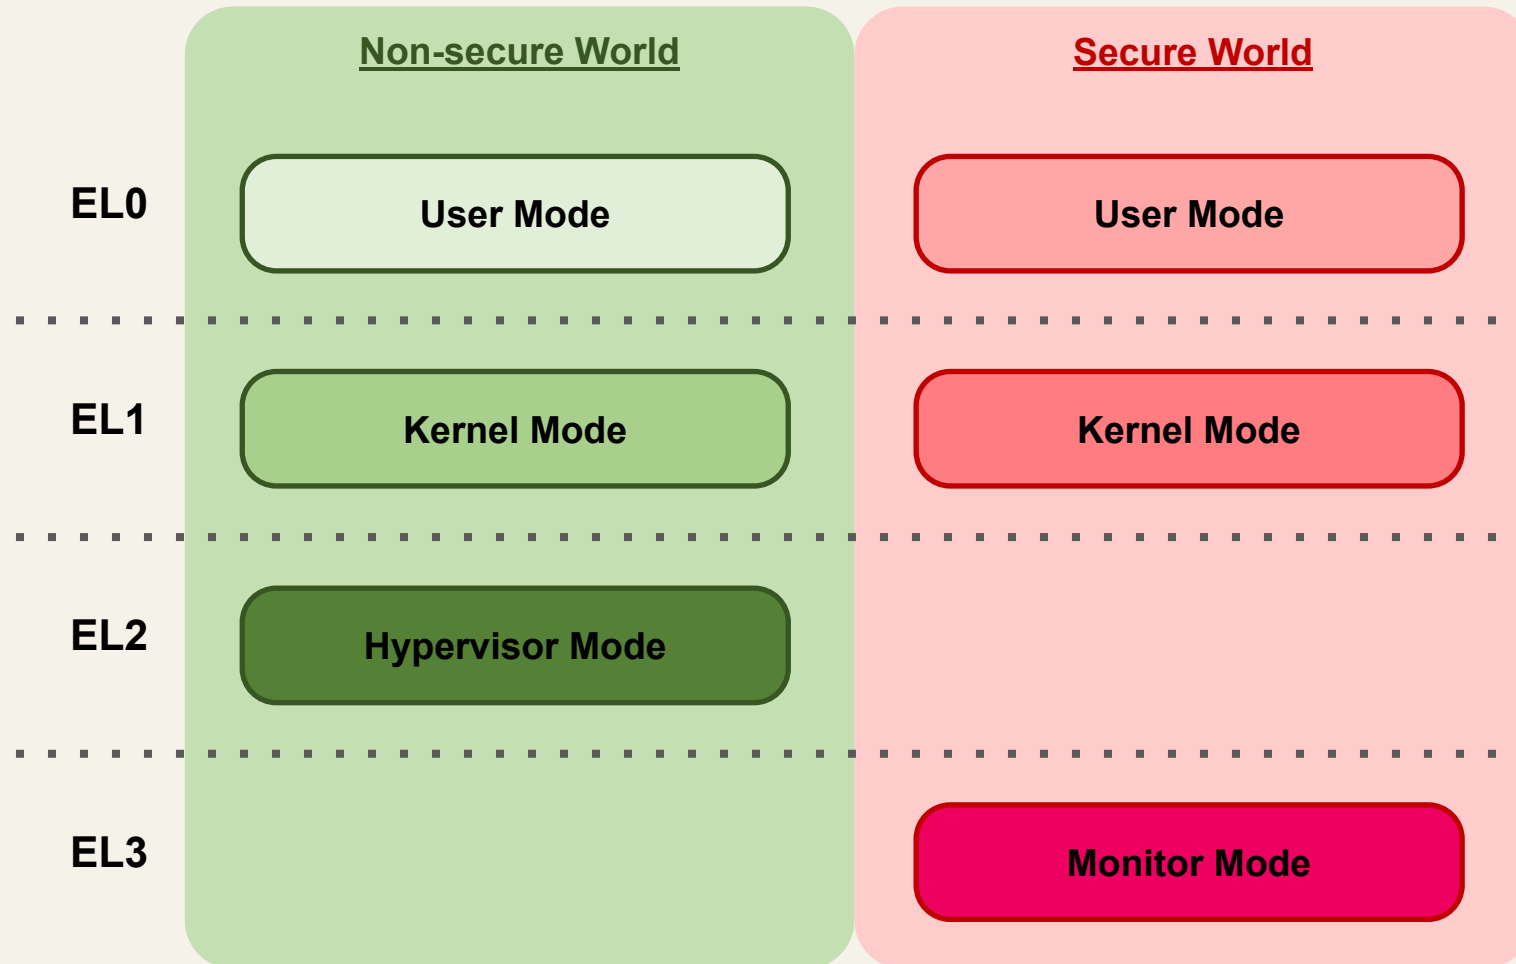 Non-secure World
Secure World
EL0
User Mode
User Mode
EL1
Kernel Mode
Kernel Mode
EL2
Hypervisor Mode
EL3
Monitor Mode